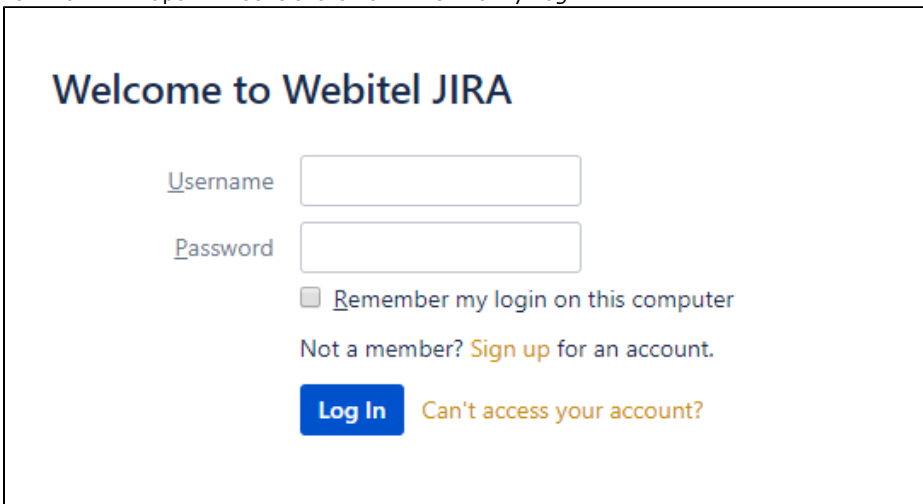 Welcome to Webitel JIRA
Username
Password
Remember my login on this computer
Not a member? Sign up for an account.
Log In Can't access your account?